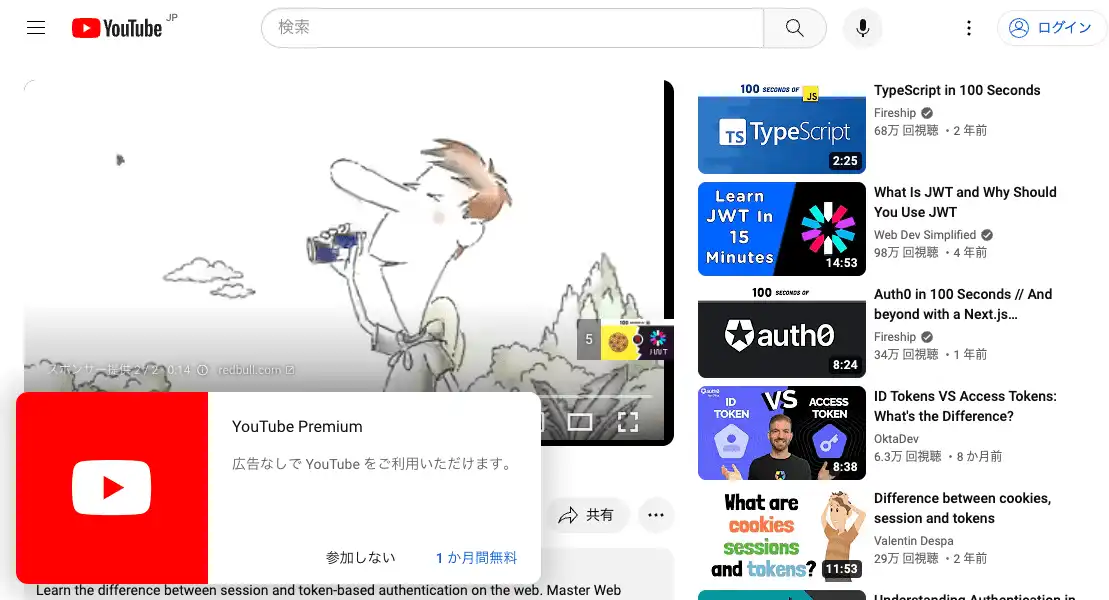 YouTube JP
検索
ログイン
スポンサー提供 2 / 2 · 0:14 redbull.com
5
YouTube Premium
広告なしで YouTube をご利用いただけます。
参加しない
1 か月間無料
共有
Learn the difference between session and token-based authentication on the web. Master Web
100 SECONDS OF
JS
TS TypeScript
2:25
TypeScript in 100 Seconds
Fireship
68万 回視聴 ・2 年前
Learn
JWT In
15
Minutes
14:53
What Is JWT and Why Should
You Use JWT
Web Dev Simplified
98万 回視聴 ・4 年前
100 SECONDS OF
auth0
8:24
Auth0 in 100 Seconds // And
beyond with a Next.js…
Fireship
34万 回視聴 ・1 年前
ID
TOKEN
VS
ACCESS
TOKEN
8:38
ID Tokens VS Access Tokens:
What's the Difference?
OktaDev
6.3万 回視聴 ・8 か月前
What are
cookies
sessions
and tokens?
11:53
Difference between cookies,
session and tokens
Valentin Despa
29万 回視聴 ・2 年前
Understanding Authentication in